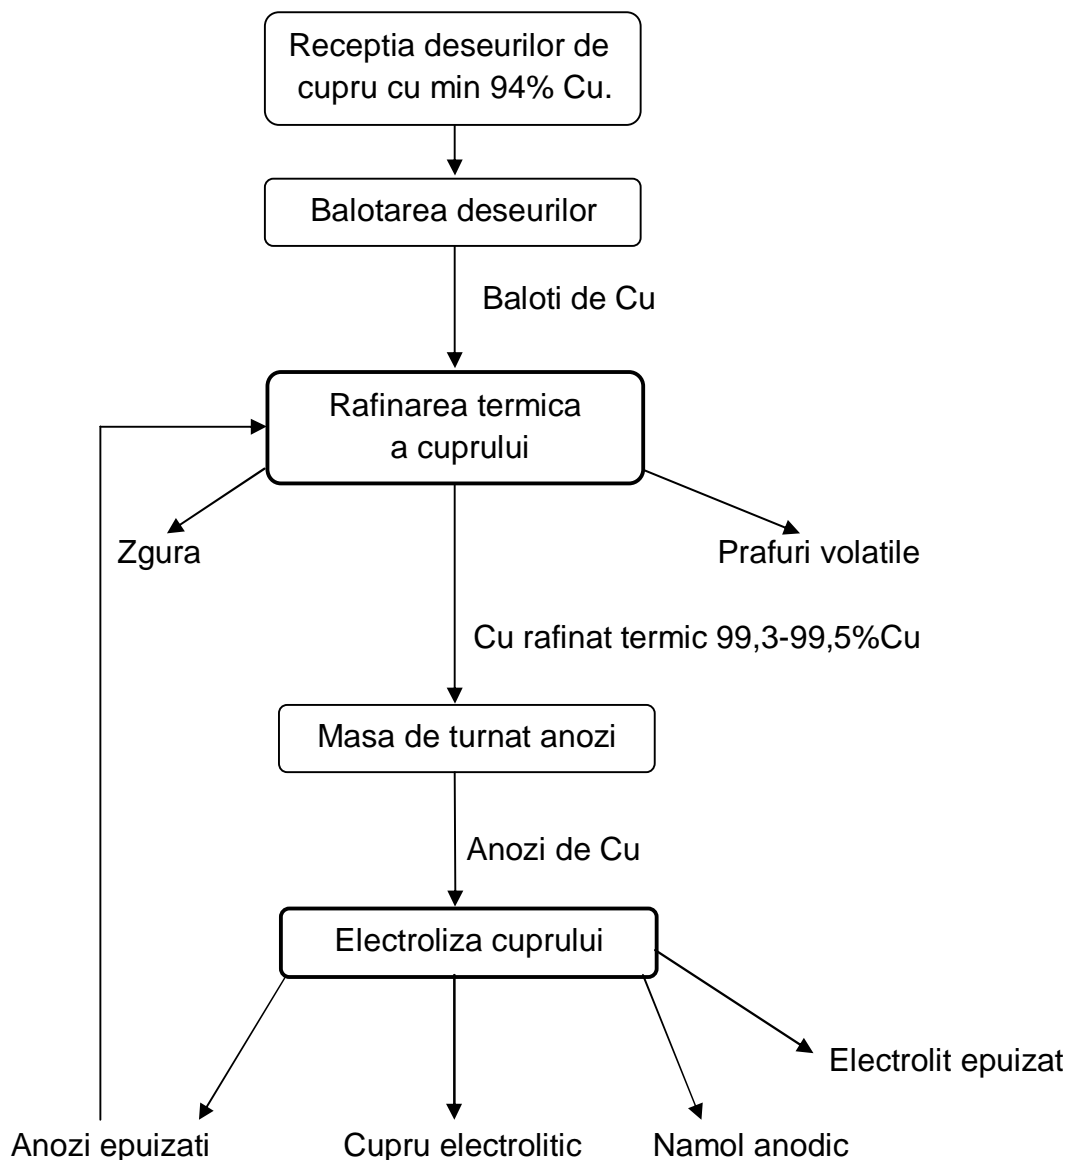 Receptia deseurilor de
cupru cu min 94% Cu.
Balotarea deseurilor
Baloti de Cu
Rafinarea termica
a cuprului
Zgura
Prafuri volatile
Cu rafinat termic 99,3-99,5%Cu
Masa de turnat anozi
Anozi de Cu
Electroliza cuprului
Electrolit epuizat
Anozi epuizati
Cupru electrolitic
Namol anodic